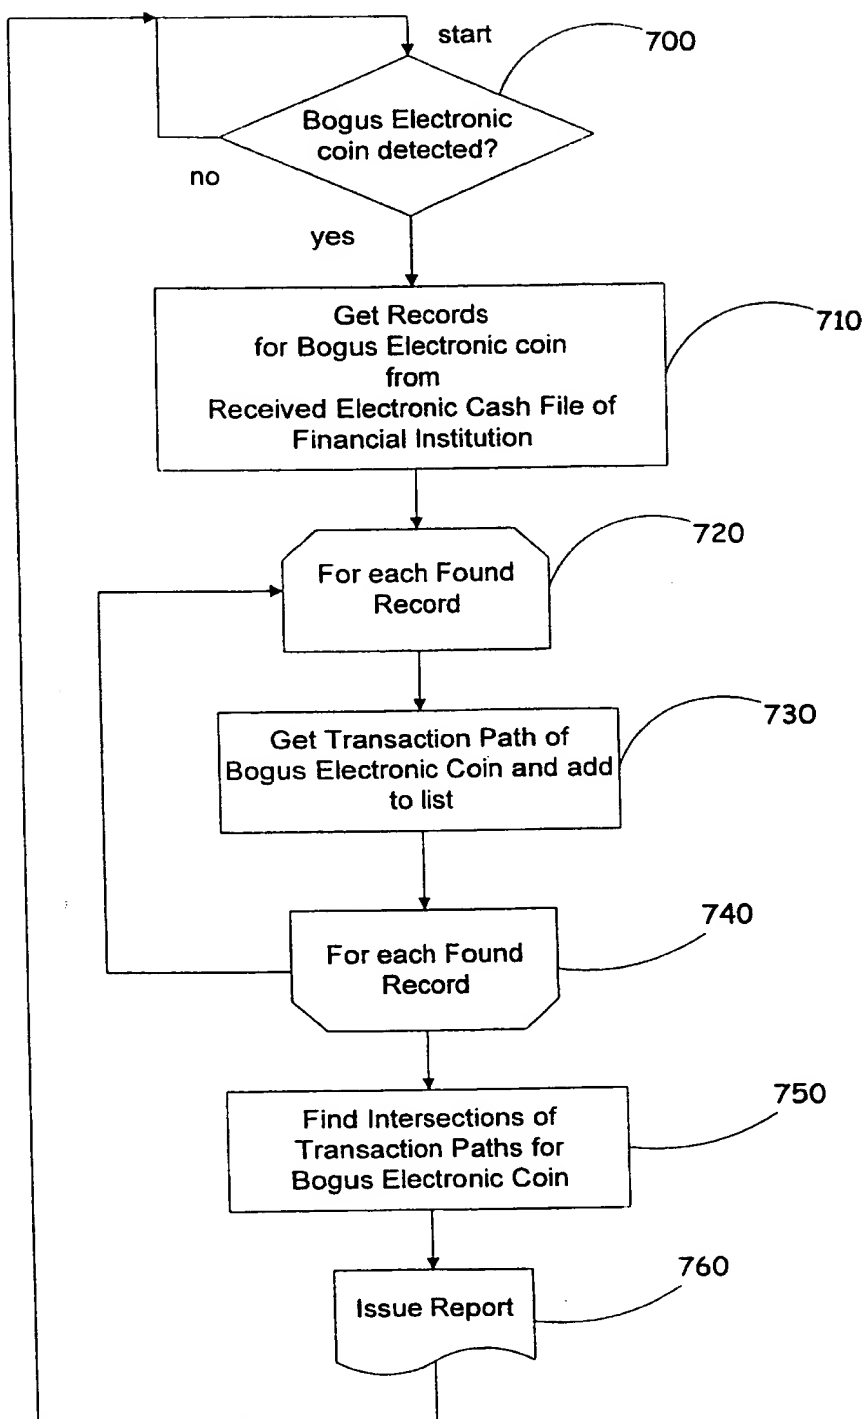 start
700
Bogus Electronic
coin detected?
no
yes
Get Records
for Bogus Electronic coin
from
Received Electronic Cash File of
Financial Institution
710
For each Found
Record
720
Get Transaction Path of
Bogus Electronic Coin and add
to list
730
For each Found
Record
740
Find Intersections of
Transaction Paths for
Bogus Electronic Coin
750
Issue Report
760